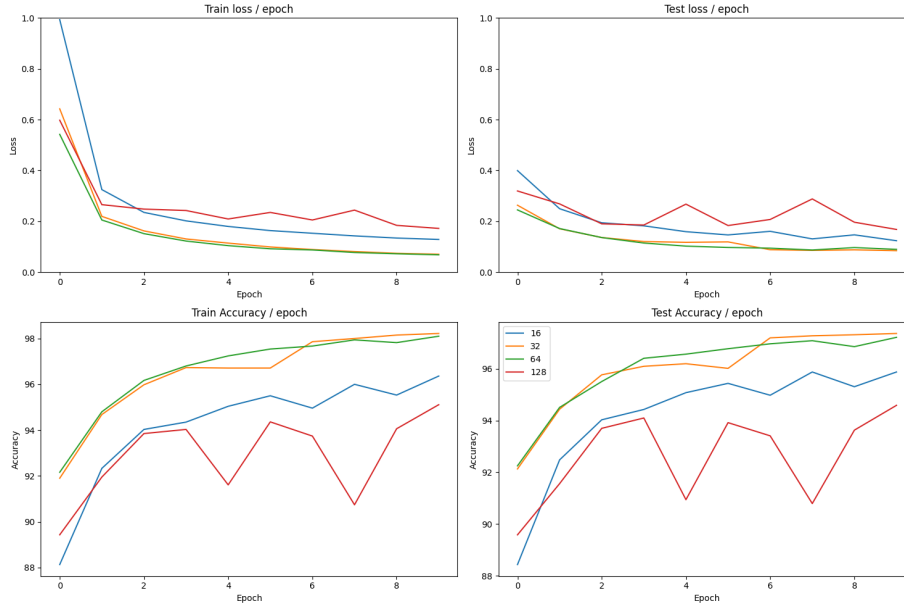 Train loss / epoch
1.0
0.8
0.6
0.4
0.2
0.0
Loss
0 2 4 6 8
Epoch
Test loss / epoch
1.0
0.8
0.6
0.4
0.2
0.0
Loss
0 2 4 6 8
Epoch
Train Accuracy / epoch
98
96
94
92
90
88
Accuracy
0 2 4 6 8
Epoch
Test Accuracy / epoch
96
94
92
90
88
Accuracy
16
32
64
128
0 2 4 6 8
Epoch